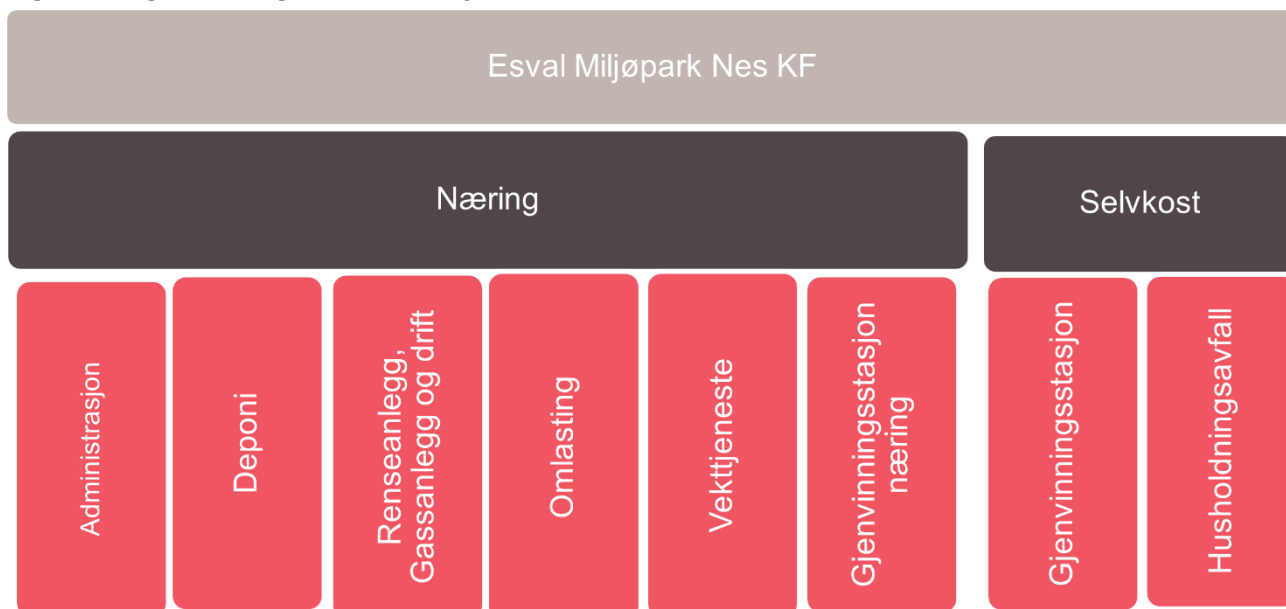 Esval Miljøpark Nes KF
Næring
Selvkost
Administrasjon
Deponi
Renseanlegg,
Gassanlegg og drift
Omlasting
Vekttjeneste
Gjenvinningsstasjon
næring
Gjenvinningsstasjon
Husholdningsavfall